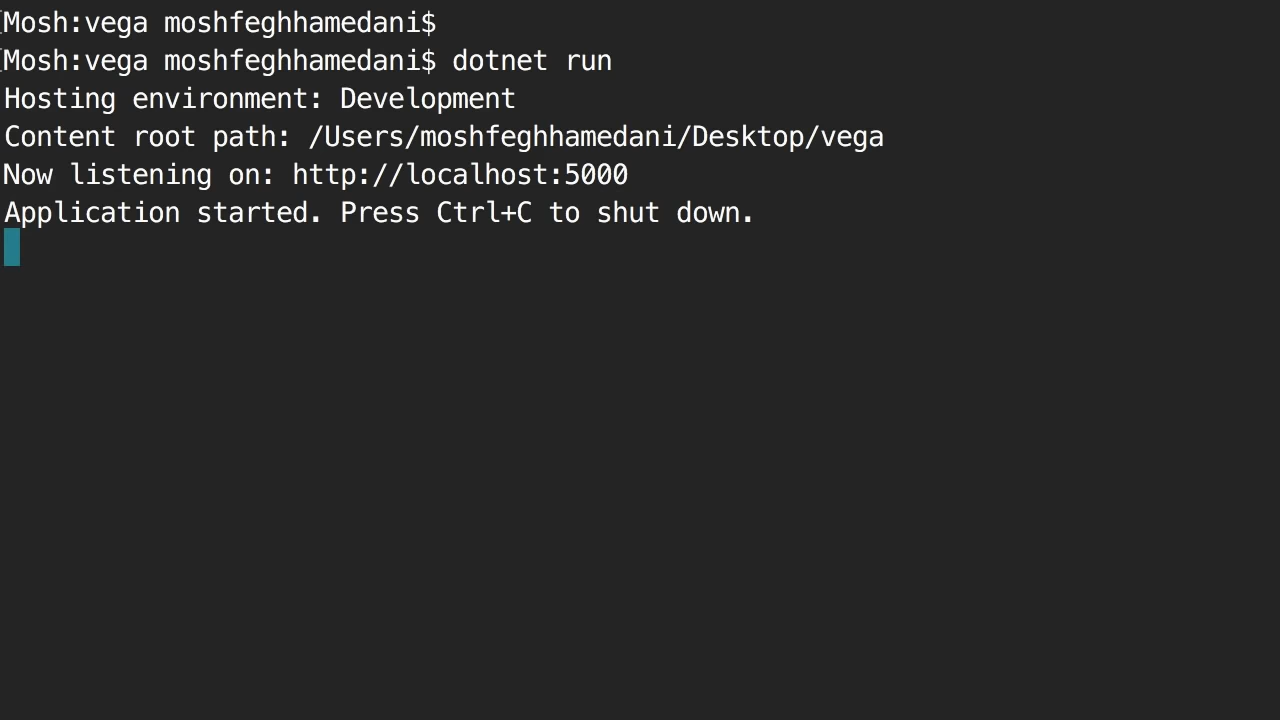 Mosh:vega moshfeghhamedani$
Mosh:vega moshfeghhamedani$ dotnet run
Hosting environment: Development
Content root path: /Users/moshfeghhamedani/Desktop/vega
Now listening on: http://localhost:5000
Application started. Press Ctrl+C to shut down.